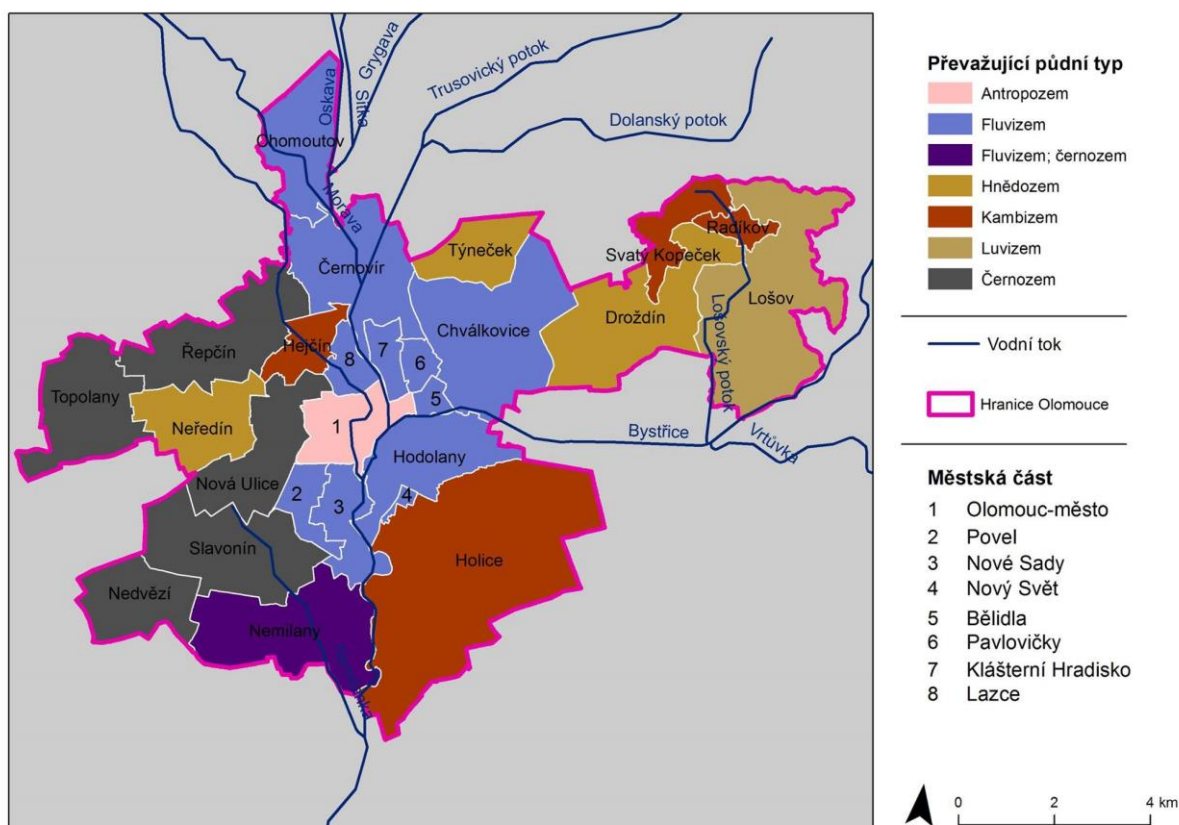 Oskava
Sitka
Grygava
Trusovický potok
Dolanský potok
Chomoutov
Morava
Týneček
Radíkov
Svatý Kopeček
Černovír
Lošov
Chválkovice
Droždín
Lošovský potok
Řepčín
Hejčín
8
7
6
5
Topolany
Neředín
1
Bystřice
Vrtůvka
Hodolany
Nová Ulice
2
3
4
Slavonín
Holice
Nedvězí
Nemilany
Převažující půdní typ
Antropozem
Fluvizem
Fluvizem; černozem
Hnědozem
Kambizem
Luvizem
Černozem
Vodní tok
Hranice Olomouce
Městská část
1 Olomouc-město
2 Povel
3 Nové Sady
4 Nový Svět
5 Bělidla
6 Pavlovičky
7 Klášterní Hradisko
8 Lazce
0 2 4 km